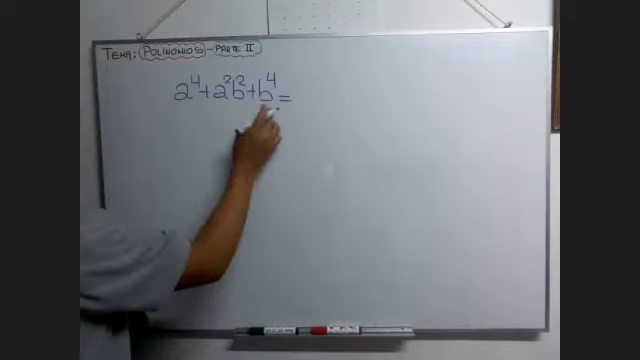 TEMA: POLINOMIOS - PARTE II
a⁴+a²b²+b⁴=